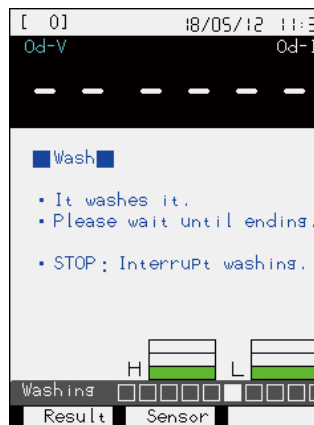 [ 0] 18/05/12 11:3
Od-V Od-
-- ----
■Wash■
• It washes it.
• Please wait until ending.
• STOP: Interrupt washing.
H L
Washing
Result Sensor